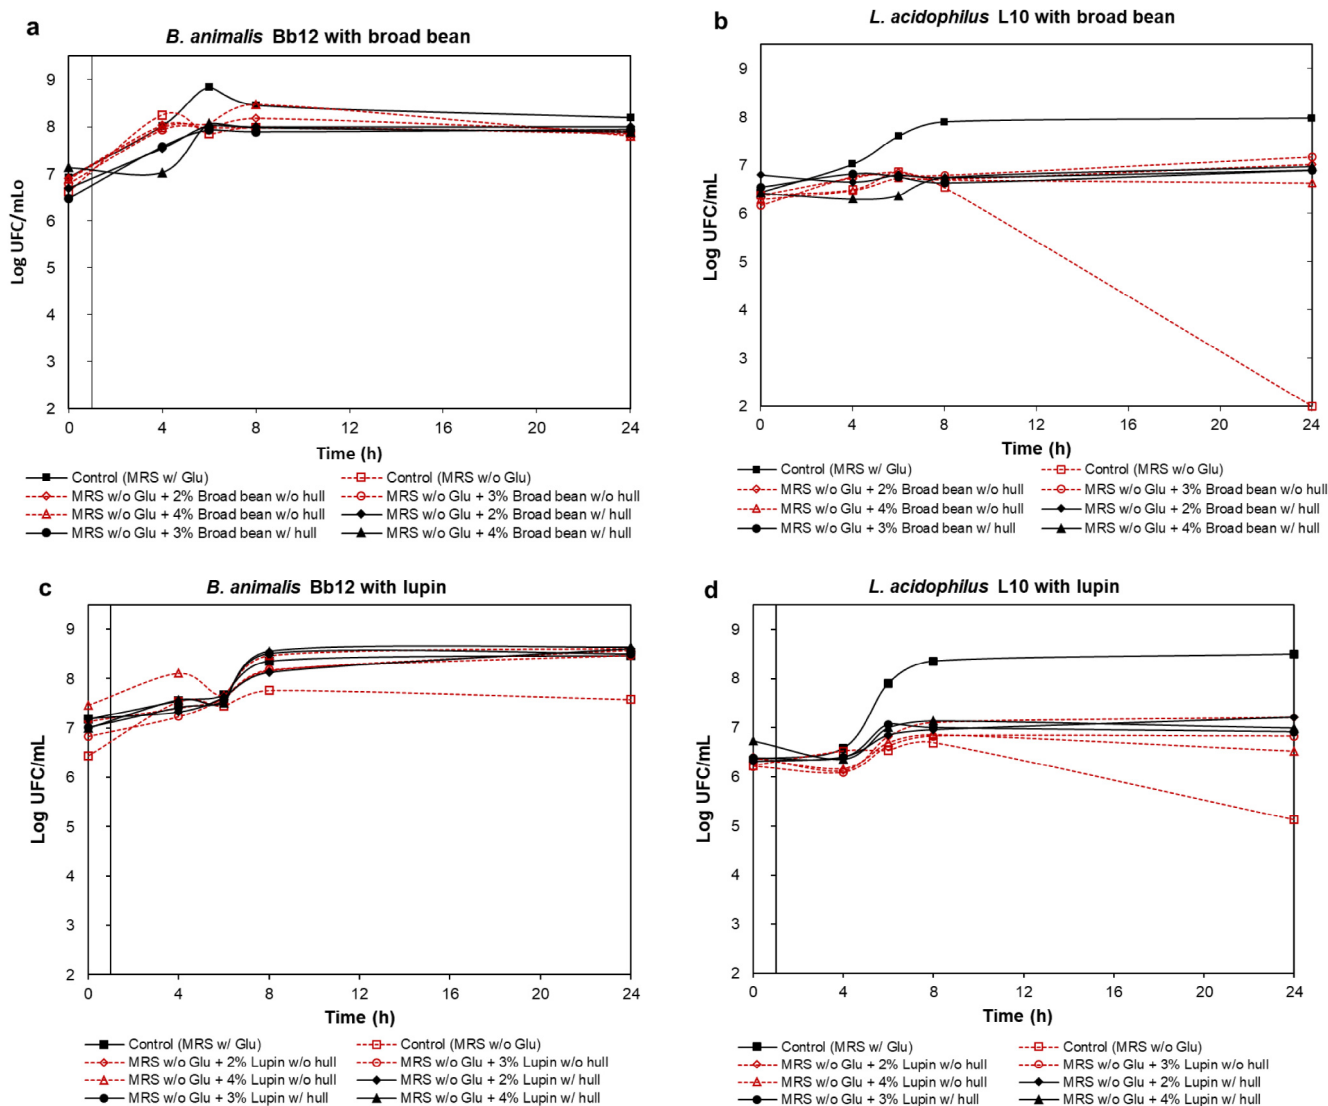 a
B. animalis Bb12 with broad bean
Log UFC/mLo
9
8
7
6
5
4
3
2
0 4 8 12 16 20 24
Time (h)
Control (MRS w/ Glu) Control (MRS w/o Glu)
MRS w/o Glu + 2% Broad bean w/o hull MRS w/o Glu + 3% Broad bean w/o hull
MRS w/o Glu + 4% Broad bean w/o hull MRS w/o Glu + 2% Broad bean w/ hull
MRS w/o Glu + 3% Broad bean w/ hull MRS w/o Glu + 4% Broad bean w/ hull
b
L. acidophilus L10 with broad bean
Log UFC/mL
9
8
7
6
5
4
3
2
0 4 8 12 16 20 24
Time (h)
Control (MRS w/ Glu) Control (MRS w/o Glu)
MRS w/o Glu + 2% Broad bean w/o hull MRS w/o Glu + 3% Broad bean w/o hull
MRS w/o Glu + 4% Broad bean w/o hull MRS w/o Glu + 2% Broad bean w/ hull
MRS w/o Glu + 3% Broad bean w/ hull MRS w/o Glu + 4% Broad bean w/ hull
c
B. animalis Bb12 with lupin
Log UFC/mL
9
8
7
6
5
4
3
2
0 4 8 12 16 20 24
Time (h)
Control (MRS w/ Glu) Control (MRS w/o Glu)
MRS w/o Glu + 2% Lupin w/o hull MRS w/o Glu + 3% Lupin w/o hull
MRS w/o Glu + 4% Lupin w/o hull MRS w/o Glu + 2% Lupin w/ hull
MRS w/o Glu + 3% Lupin w/ hull MRS w/o Glu + 4% Lupin w/ hull
d
L. acidophilus L10 with lupin
Log UFC/mL
9
8
7
6
5
4
3
2
0 4 8 12 16 20 24
Time (h)
Control (MRS w/ Glu) Control (MRS w/o Glu)
MRS w/o Glu + 2% Lupin w/o hull MRS w/o Glu + 3% Lupin w/o hull
MRS w/o Glu + 4% Lupin w/o hull MRS w/o Glu + 2% Lupin w/ hull
MRS w/o Glu + 3% Lupin w/ hull MRS w/o Glu + 4% Lupin w/ hull